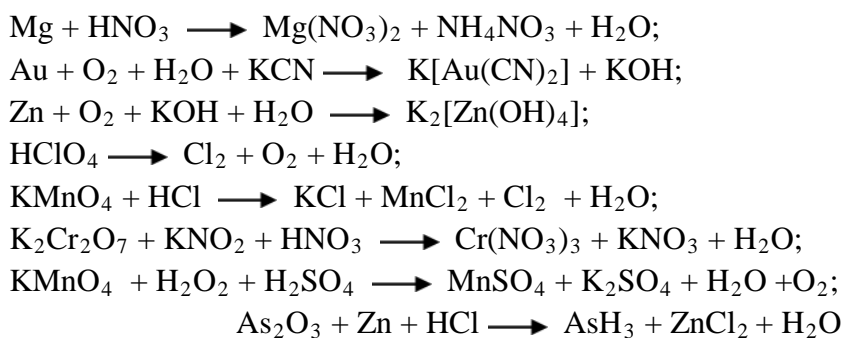 Mg + HNO₃ ⟶ Mg(NO₃)₂ + NH₄NO₃ + H₂O;
Au + O₂ + H₂O + KCN ⟶ K[Au(CN)₂] + KOH;
Zn + O₂ + KOH + H₂O ⟶ K₂[Zn(OH)₄];
HClO₄ ⟶ Cl₂ + O₂ + H₂O;
KMnO₄ + HCl ⟶ KCl + MnCl₂ + Cl₂ + H₂O;
K₂Cr₂O₇ + KNO₂ + HNO₃ ⟶ Cr(NO₃)₃ + KNO₃ + H₂O;
KMnO₄ + H₂O₂ + H₂SO₄ ⟶ MnSO₄ + K₂SO₄ + H₂O +O₂;
As₂O₃ + Zn + HCl ⟶ AsH₃ + ZnCl₂ + H₂O